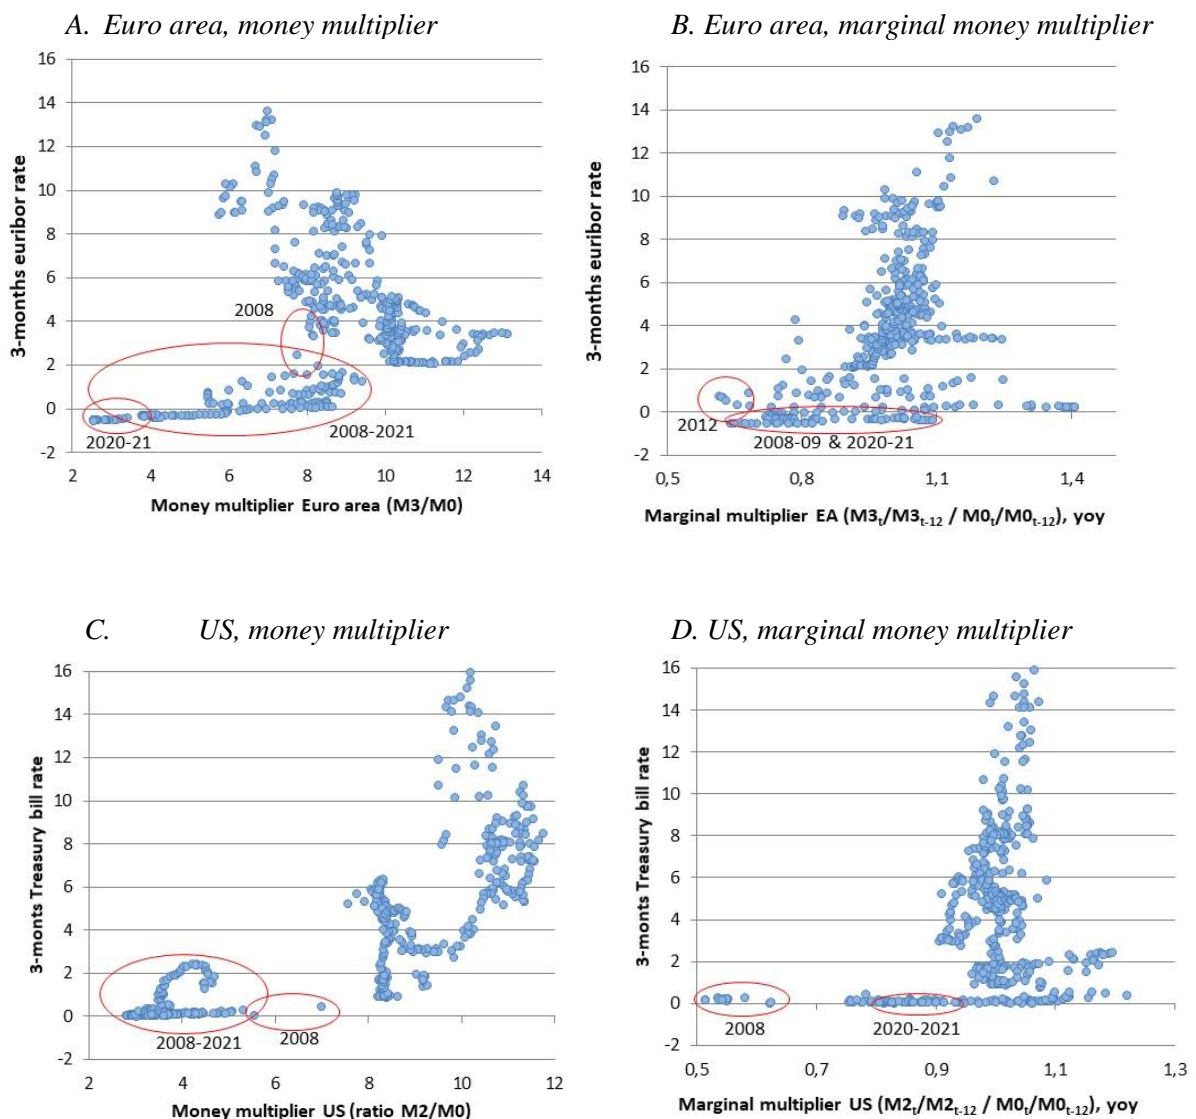 A. Euro area, money multiplier
16
14
12
10
8
6
4
2
0
-2
3-months euribor rate
2008
2020-21
2008-2021
2 4 6 8 10 12 14
Money multiplier Euro area (M3/M0)
B. Euro area, marginal money multiplier
16
14
12
10
8
6
4
2
0
-2
3-months euribor rate
2012
2008-09 & 2020-21
0,5 0,8 1,1 1,4
Marginal multiplier EA (M3t/M3t-12 / M0t/M0t-12), yoy
C. US, money multiplier
16
14
12
10
8
6
4
2
0
-2
3-monts Treasury bill rate
2008-2021
2008
2 4 6 8 10 12
Money multiplier US (ratio M2/M0)
D. US, marginal money multiplier
16
14
12
10
8
6
4
2
0
-2
3-monts Treasury bill rate
2008
2020-2021
0,5 0,7 0,9 1,1 1,3
Marginal multiplier US (M2t/M2t-12 / M0t/M0t-12), yoy